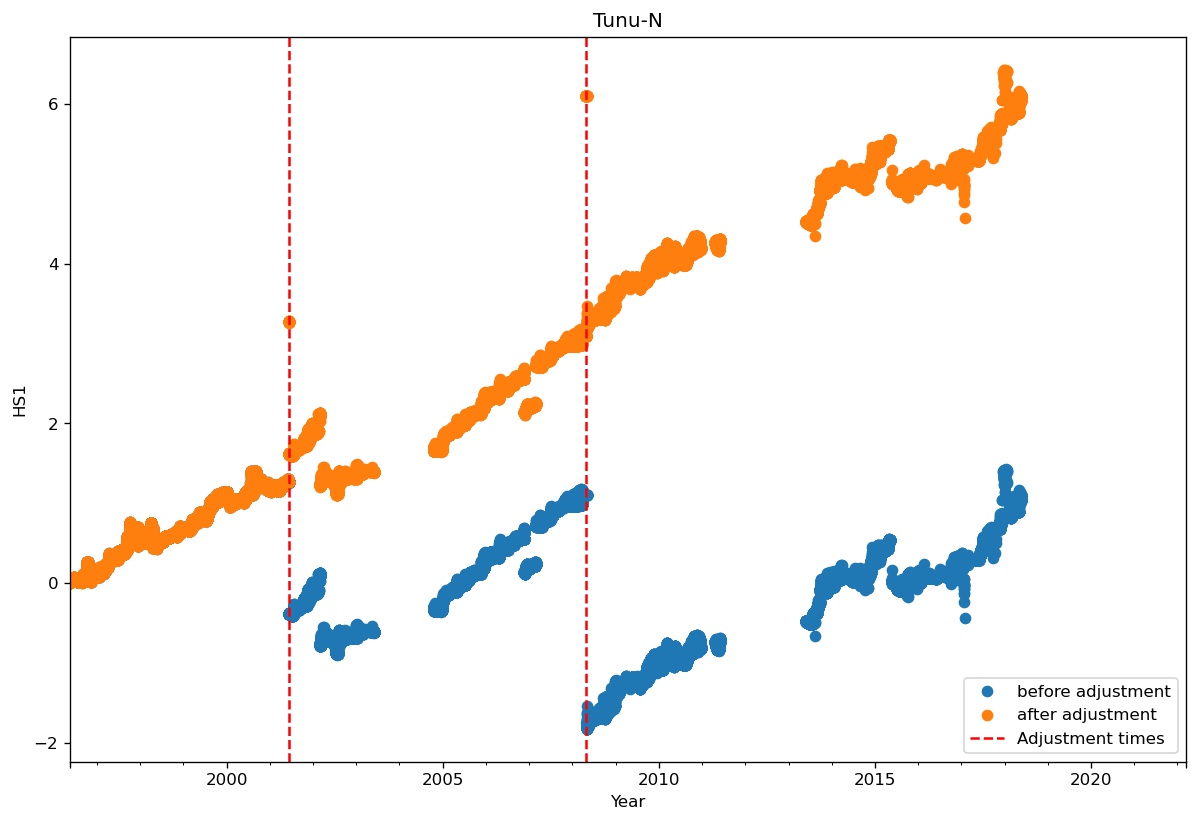 Tunu-N
HS1
6
4
2
0
−2
before adjustment
after adjustment
Adjustment times
2000
2005
2010
2015
2020
Year